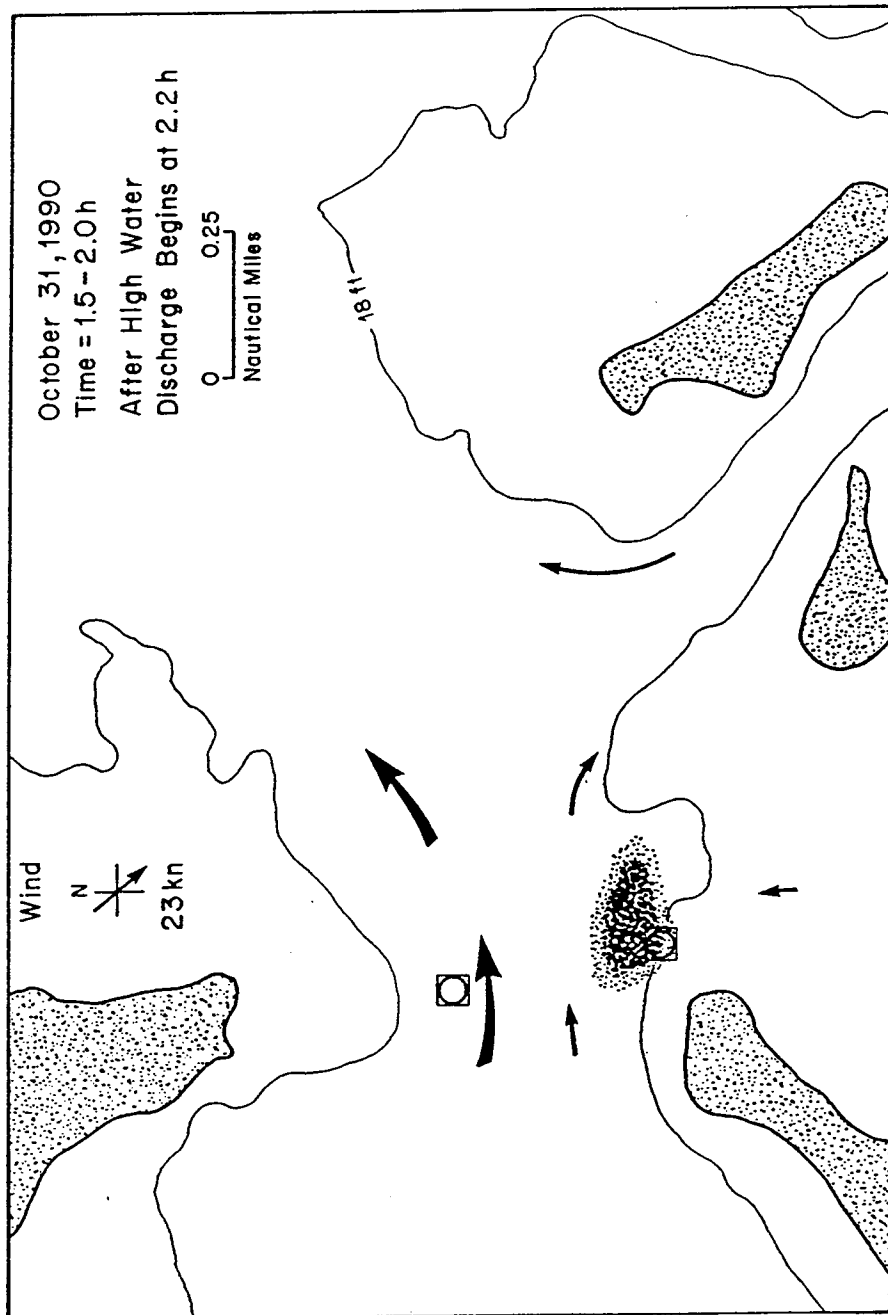 October 31, 1990
Time = 1.5-2.0 h
After High Water
Discharge Begins at 2.2 h
0 0.25
Nautical Miles
Wind
N
23 kn
18 ft